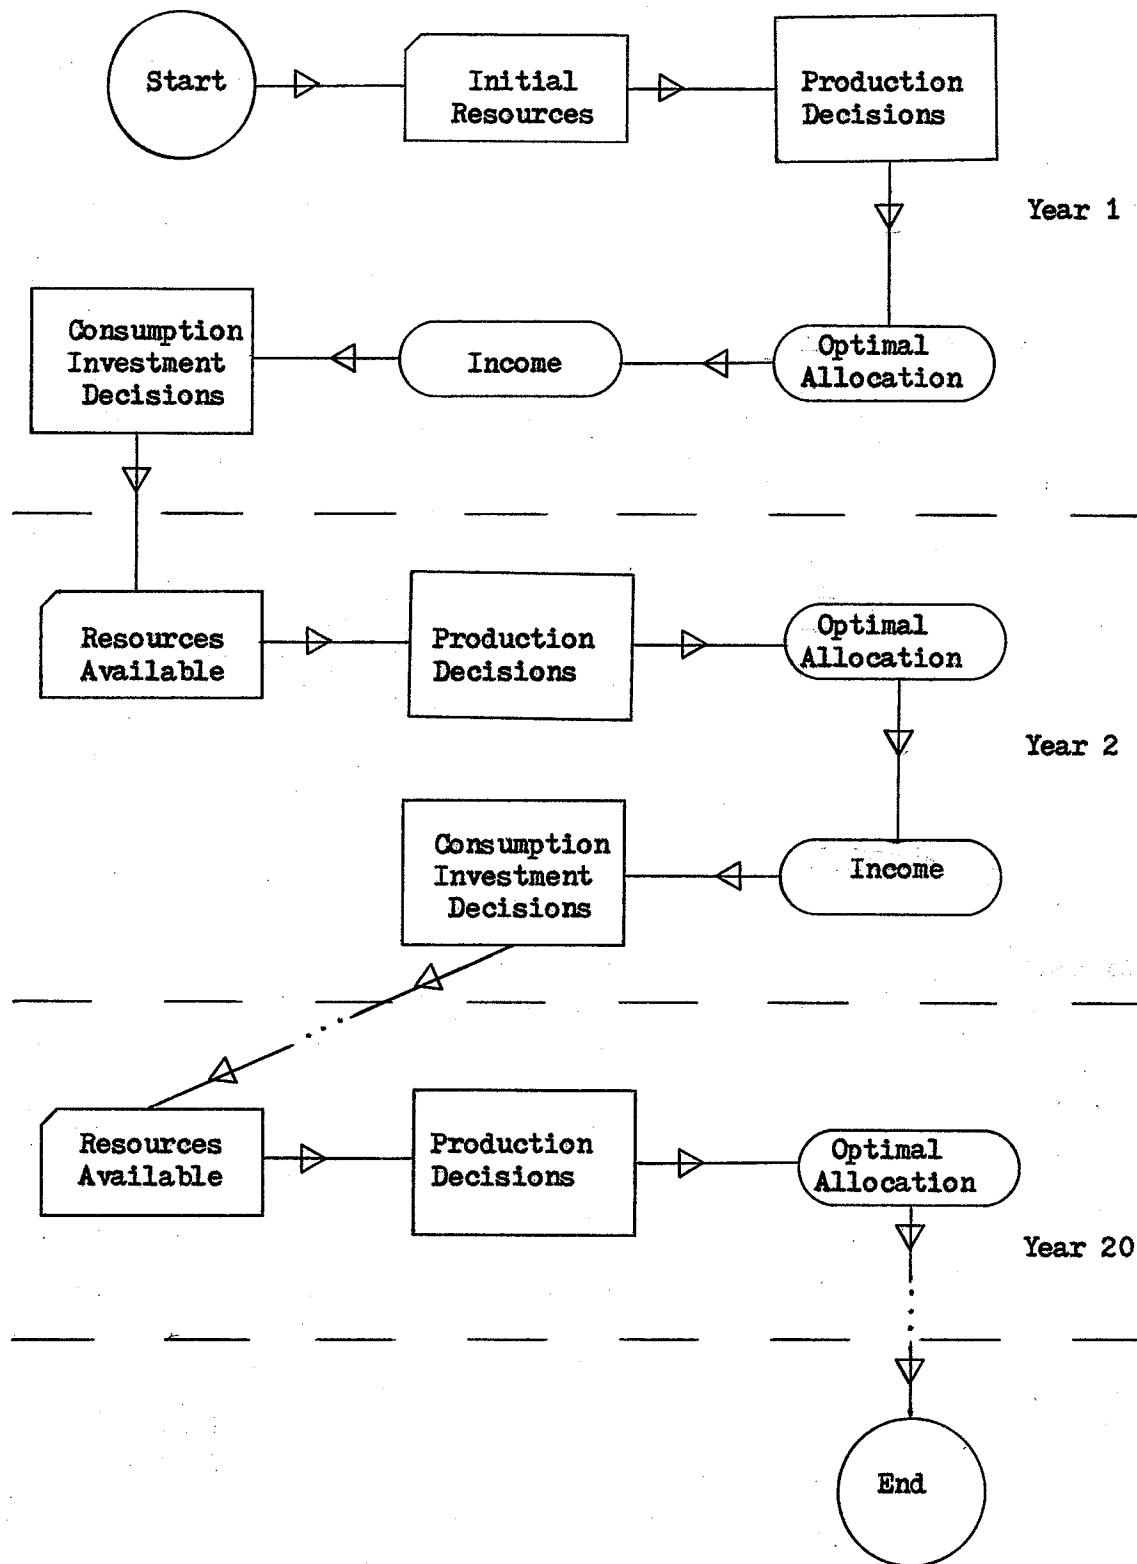 Start
Initial
Resources
Production
Decisions
Year 1
Consumption
Investment
Decisions
Income
Optimal
Allocation
Resources
Available
Production
Decisions
Optimal
Allocation
Year 2
Consumption
Investment
Decisions
Income
Resources
Available
Production
Decisions
Optimal
Allocation
Year 20
End